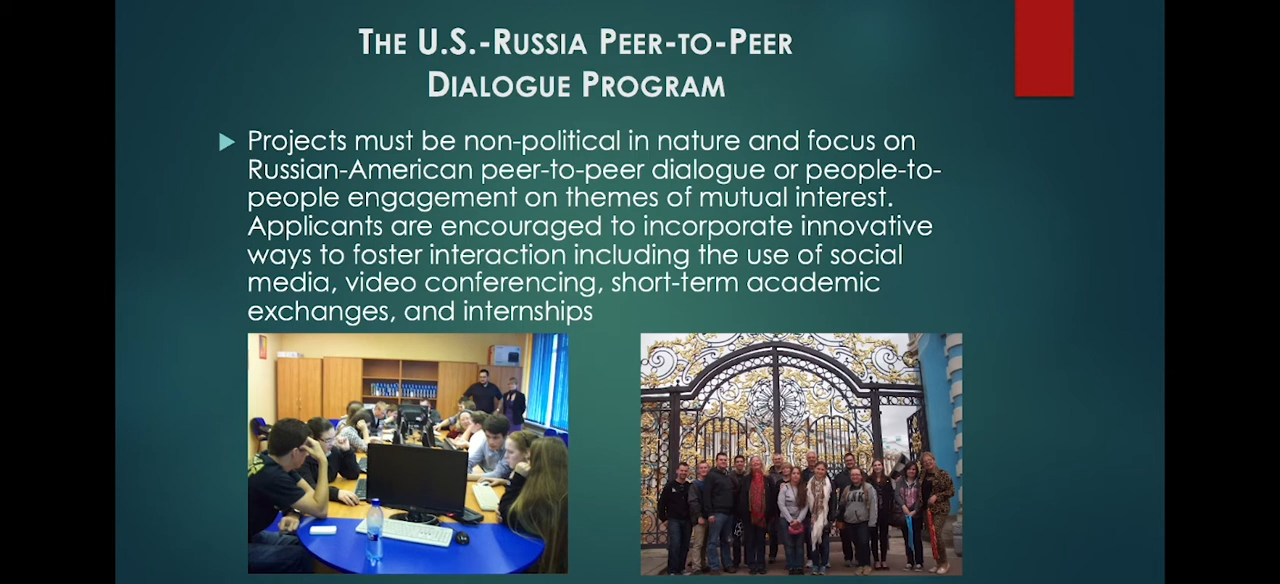 THE U.S.-RUSSIA PEER-TO-PEER
DIALOGUE PROGRAM
Projects must be non-political in nature and focus on
Russian-American peer-to-peer dialogue or people-to-
people engagement on themes of mutual interest.
Applicants are encouraged to incorporate innovative
ways to foster interaction including the use of social
media, video conferencing, short-term academic
exchanges, and internships